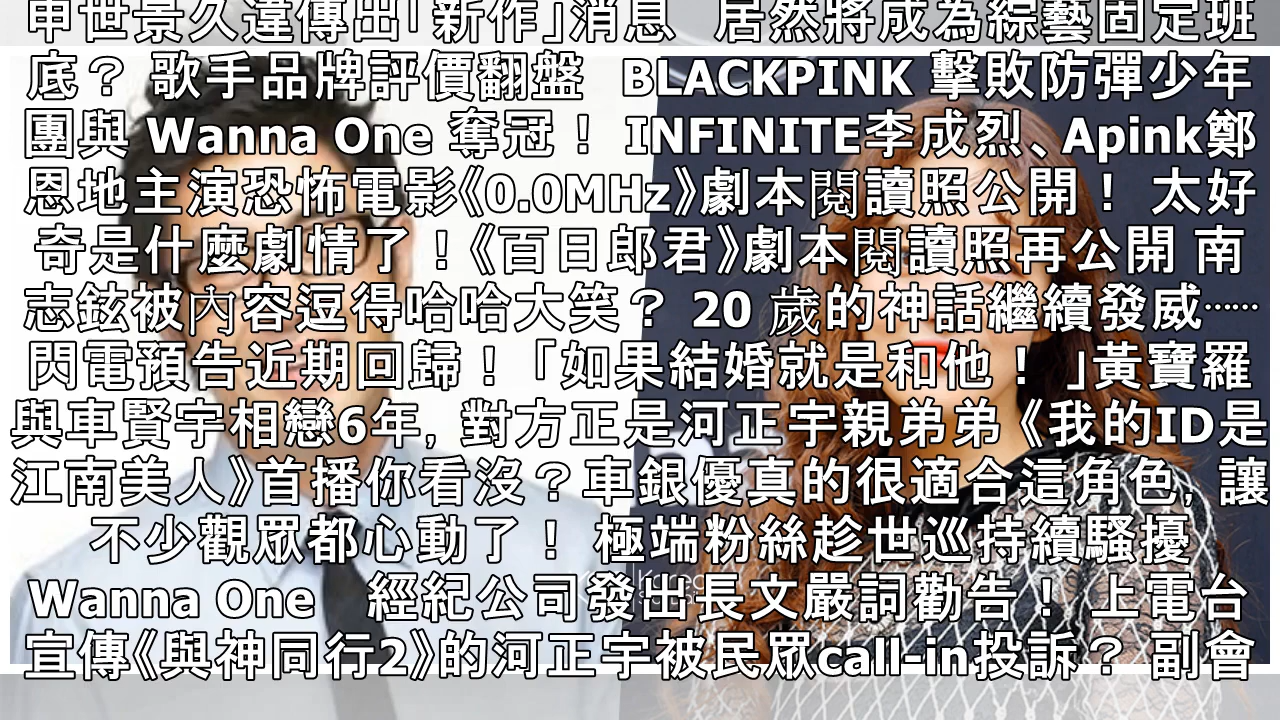 申世景久違傳出「新作」消息 居然將成為綜藝固定班
底？ 歌手品牌評價翻盤 BLACKPINK 擊敗防彈少年
團與 Wanna One 奪冠！ INFINITE李成烈、Apink鄭
恩地主演恐怖電影《0.0MHz》劇本閱讀照公開！ 太好
奇是什麼劇情了！《百日郎君》劇本閱讀照再公開 南
志鉉被內容逗得哈哈大笑？ 20 歲的神話繼續發威……
閃電預告近期回歸！「如果結婚就是和他！」黃寶羅
與車賢宇相戀6年, 對方正是河正宇親弟弟《我的ID是
江南美人》首播你看沒？車銀優真的很適合這角色, 讓
不少觀眾都心動了！ 極端粉絲趁世巡持續騷擾
Wanna One 經紀公司發出長文嚴詞勸告！ 上電台
宣傳《與神同行2》的河正宇被民眾call-in投訴？ 副會